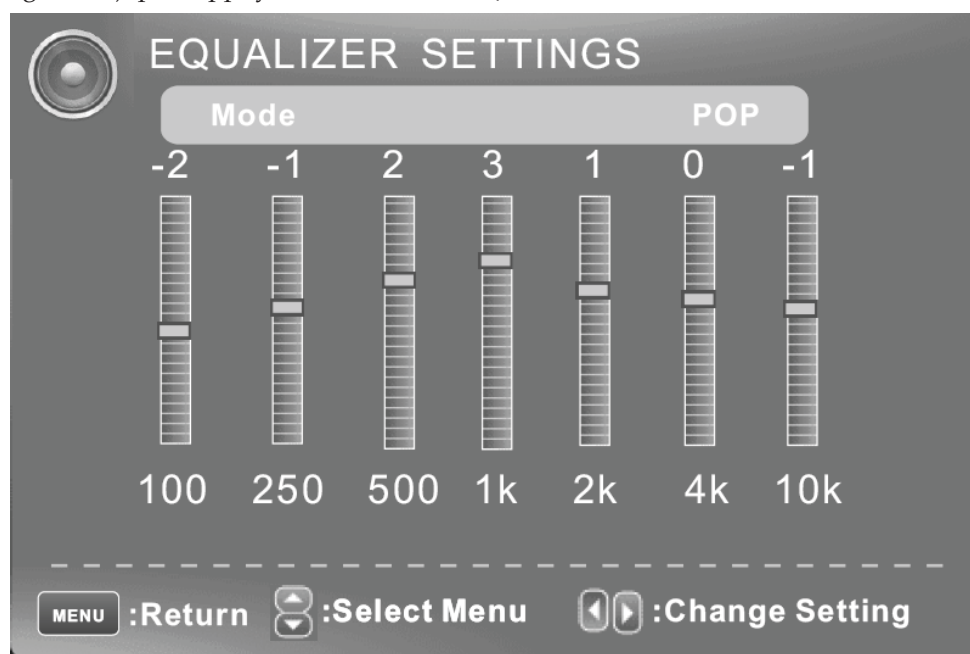 EQUALIZER SETTINGS
Mode POP
-2 -1 2 3 1 0 -1
100 250 500 1k 2k 4k 10k
MENU :Return :Select Menu :Change Setting